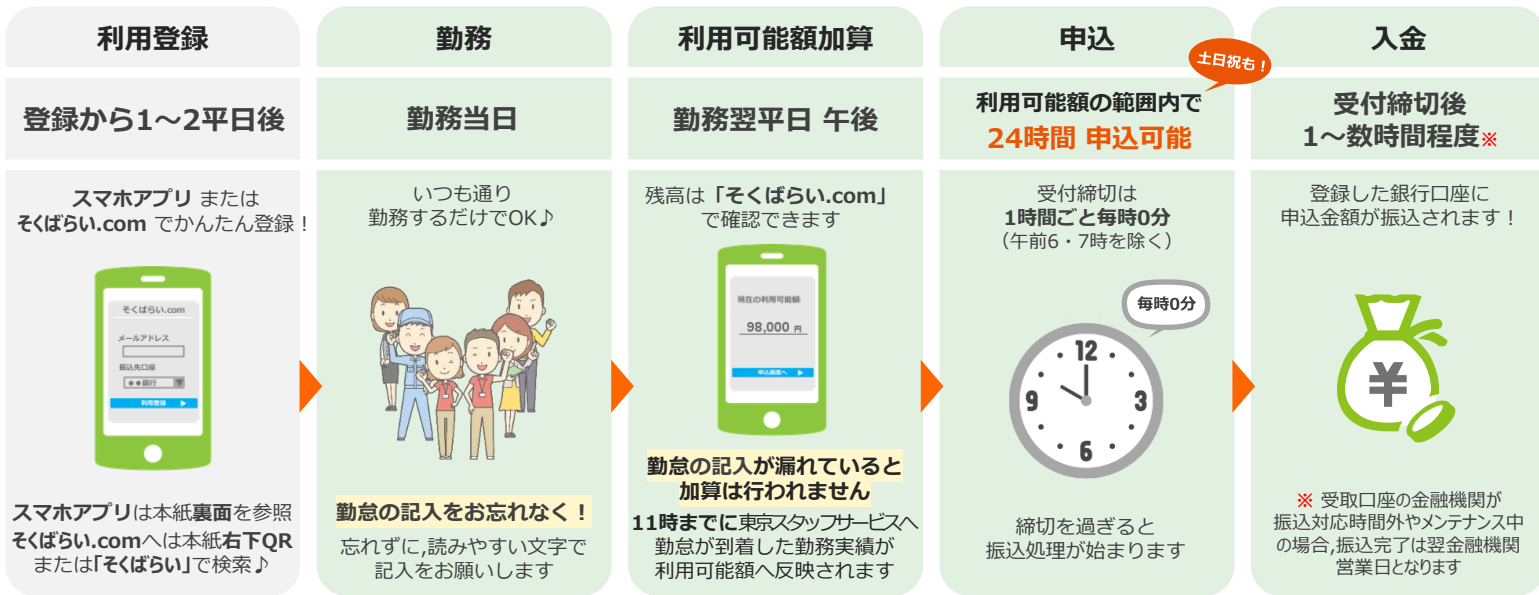 利用登録
登録から1～2平日後
スマホアプリ または
そくばらい.com でかんたん登録！
そくばらい.com
メールアドレス
振込先口座
●●銀行 ▼
利用登録 ▶
スマホアプリは本紙裏面を参照
そくばらい.comへは本紙右下QR
または「そくばらい」で検索♪
勤務
勤務当日
いつも通り
勤務するだけでOK♪
勤怠の記入をお忘れなく！
忘れずに,読みやすい文字で
記入をお願いします
利用可能額加算
勤務翌平日 午後
残高は「そくばらい.com」
で確認できます
現在の利用可能額
98,000 円
申込画面へ ▶
勤怠の記入が漏れていると
加算は行われません
11時までに東京スタッフサービスへ
勤怠が到着した勤務実績が
利用可能額へ反映されます
申込
土日祝も！
利用可能額の範囲内で
24時間 申込可能
受付締切は
1時間ごと毎時0分
（午前6・7時を除く）
毎時0分
12
9
3
6
締切を過ぎると
振込処理が始まります
入金
受付締切後
1～数時間程度※
登録した銀行口座に
申込金額が振込されます！
¥
※ 受取口座の金融機関が
振込対応時間外やメンテナンス中
の場合,振込完了は翌金融機関
営業日となります